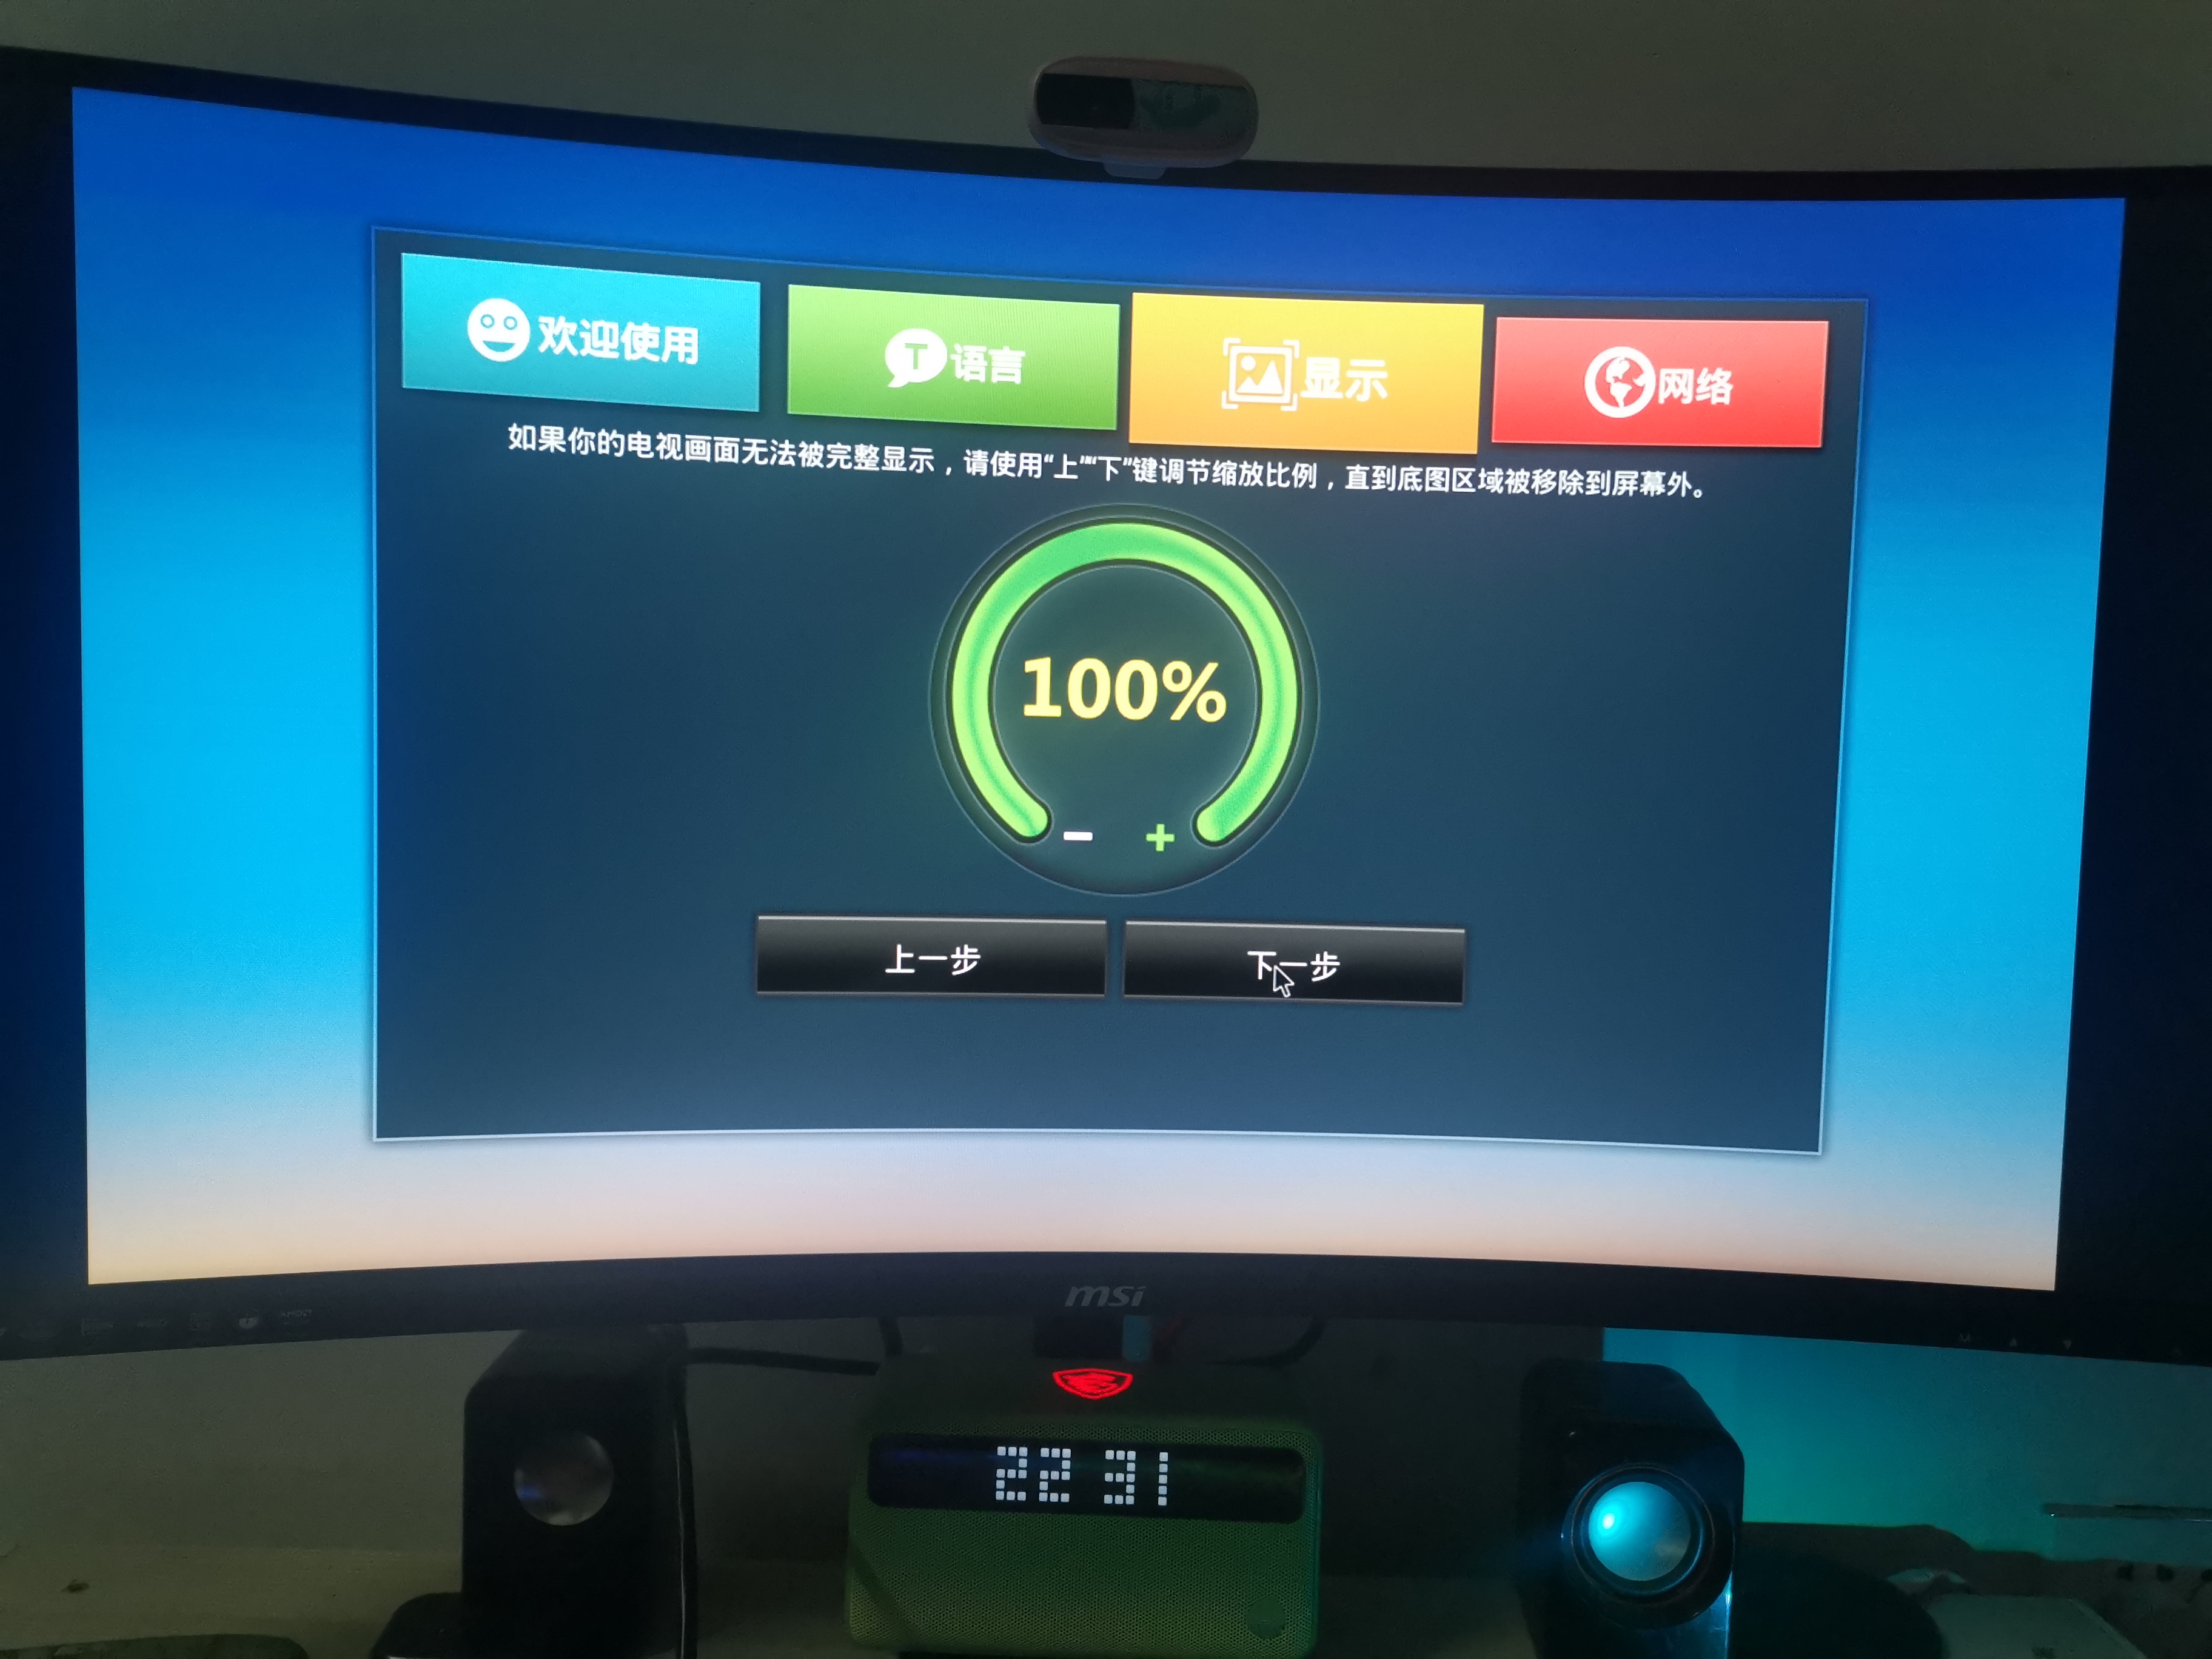 欢迎使用
T 语言
显示
网络
如果你的电视画面无法被完整显示，请使用“上”“下”键调节缩放比例，直到底图区域被移除到屏幕外。
100%
- +
上一步
下一步
msi
22 31